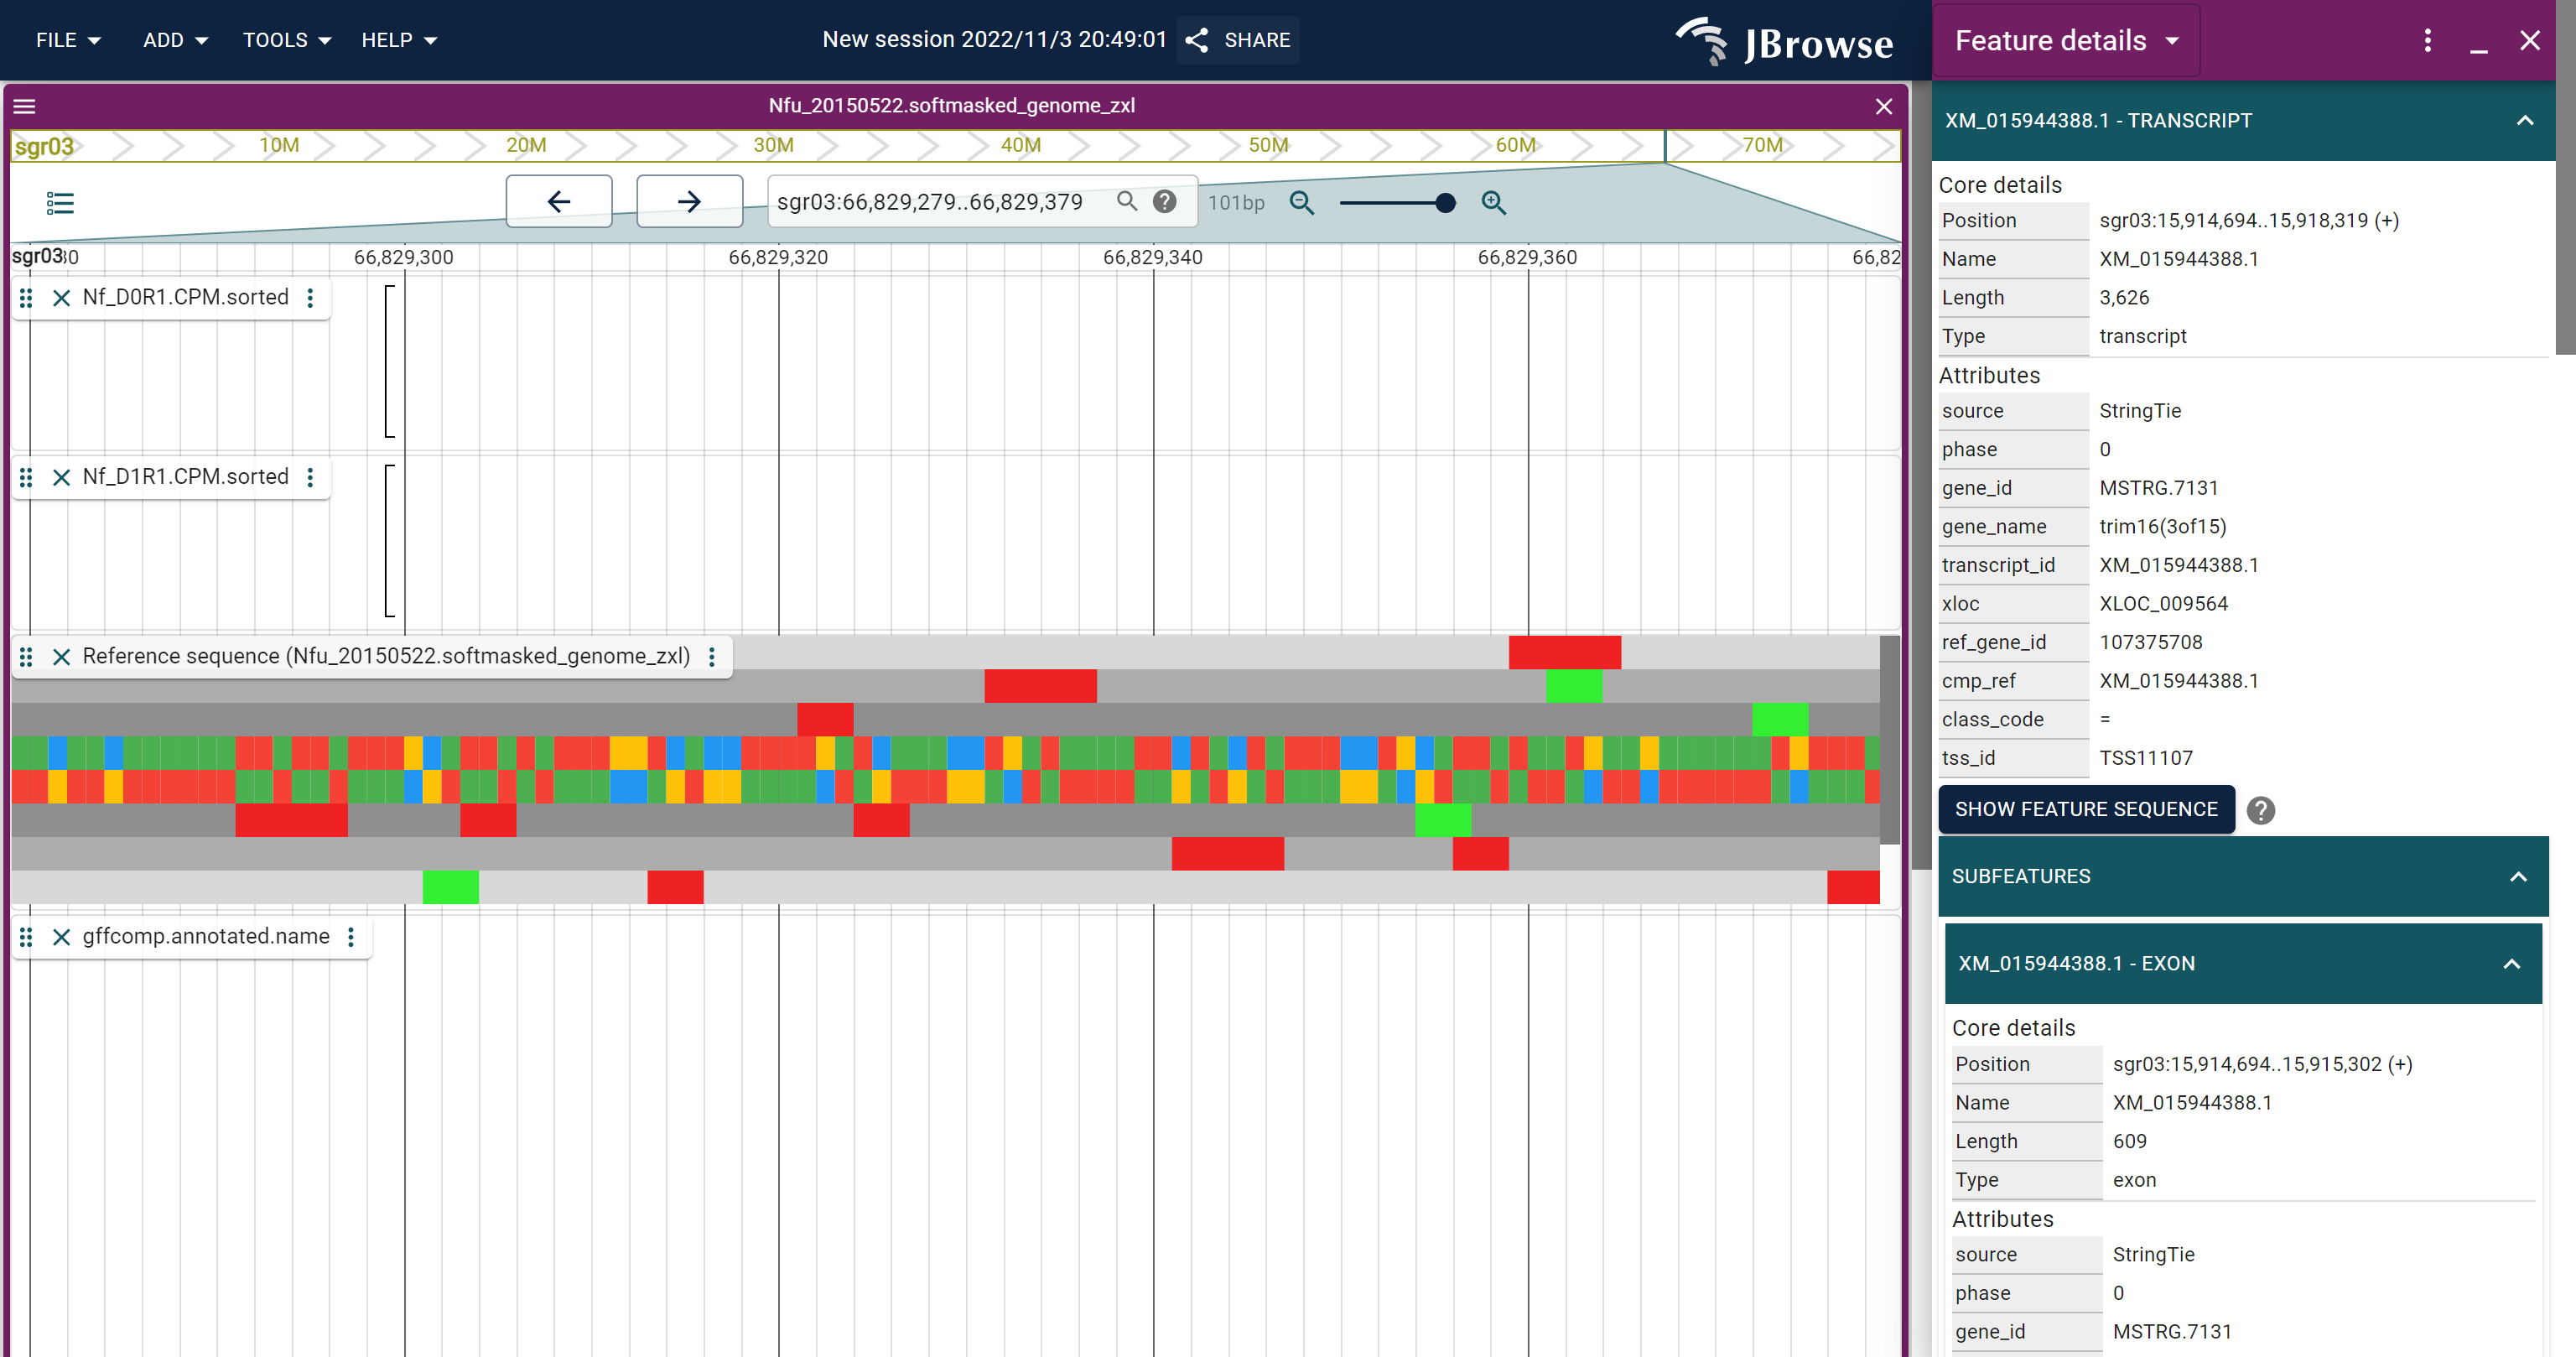 FILE ADD TOOLS HELP New session 2022/11/3 20:49:01 SHARE JBrowse
Nfu_20150522.softmasked_genome_zxl
sgr03 10M 20M 30M 40M 50M 60M 70M
sgr03:66,829,279..66,829,379 101bp
sgr03 66,829,300 66,829,320 66,829,340 66,829,360 66,82
Nf_D0R1.CPM.sorted
Nf_D1R1.CPM.sorted
Reference sequence (Nfu_20150522.softmasked_genome_zxl)
gffcomp.annotated.name
Feature details
XM_015944388.1 - TRANSCRIPT
Core details
Position sgr03:15,914,694..15,918,319 (+)
Name XM_015944388.1
Length 3,626
Type transcript
Attributes
source StringTie
phase 0
gene_id MSTRG.7131
gene_name trim16(3of15)
transcript_id XM_015944388.1
xloc XLOC_009564
ref_gene_id 107375708
cmp_ref XM_015944388.1
class_code =
tss_id TSS11107
SHOW FEATURE SEQUENCE
SUBFEATURES
XM_015944388.1 - EXON
Core details
Position sgr03:15,914,694..15,915,302 (+)
Name XM_015944388.1
Length 609
Type exon
Attributes
source StringTie
phase 0
gene_id MSTRG.7131